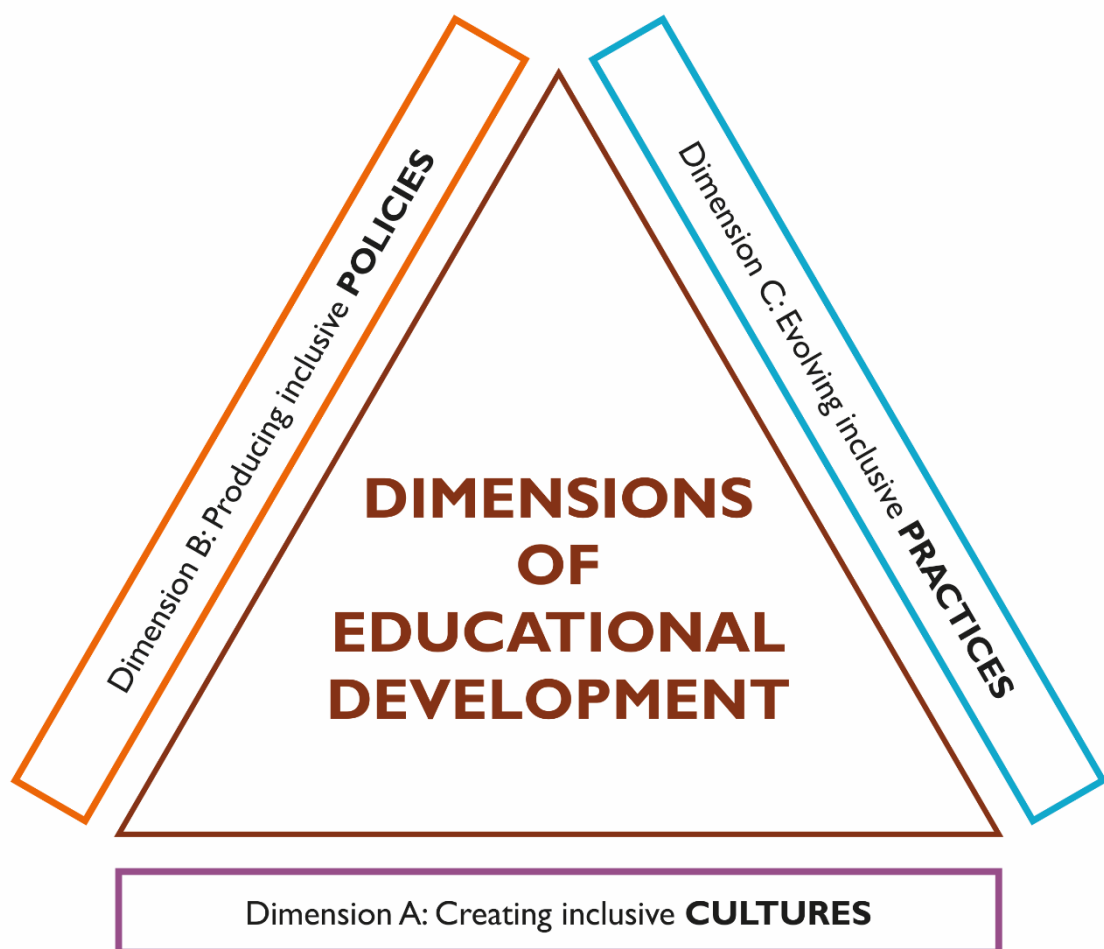 Dimension B: Producing inclusive POLICIES
Dimension C: Evolving inclusive PRACTICES
DIMENSIONS
OF
EDUCATIONAL
DEVELOPMENT
Dimension A: Creating inclusive CULTURES